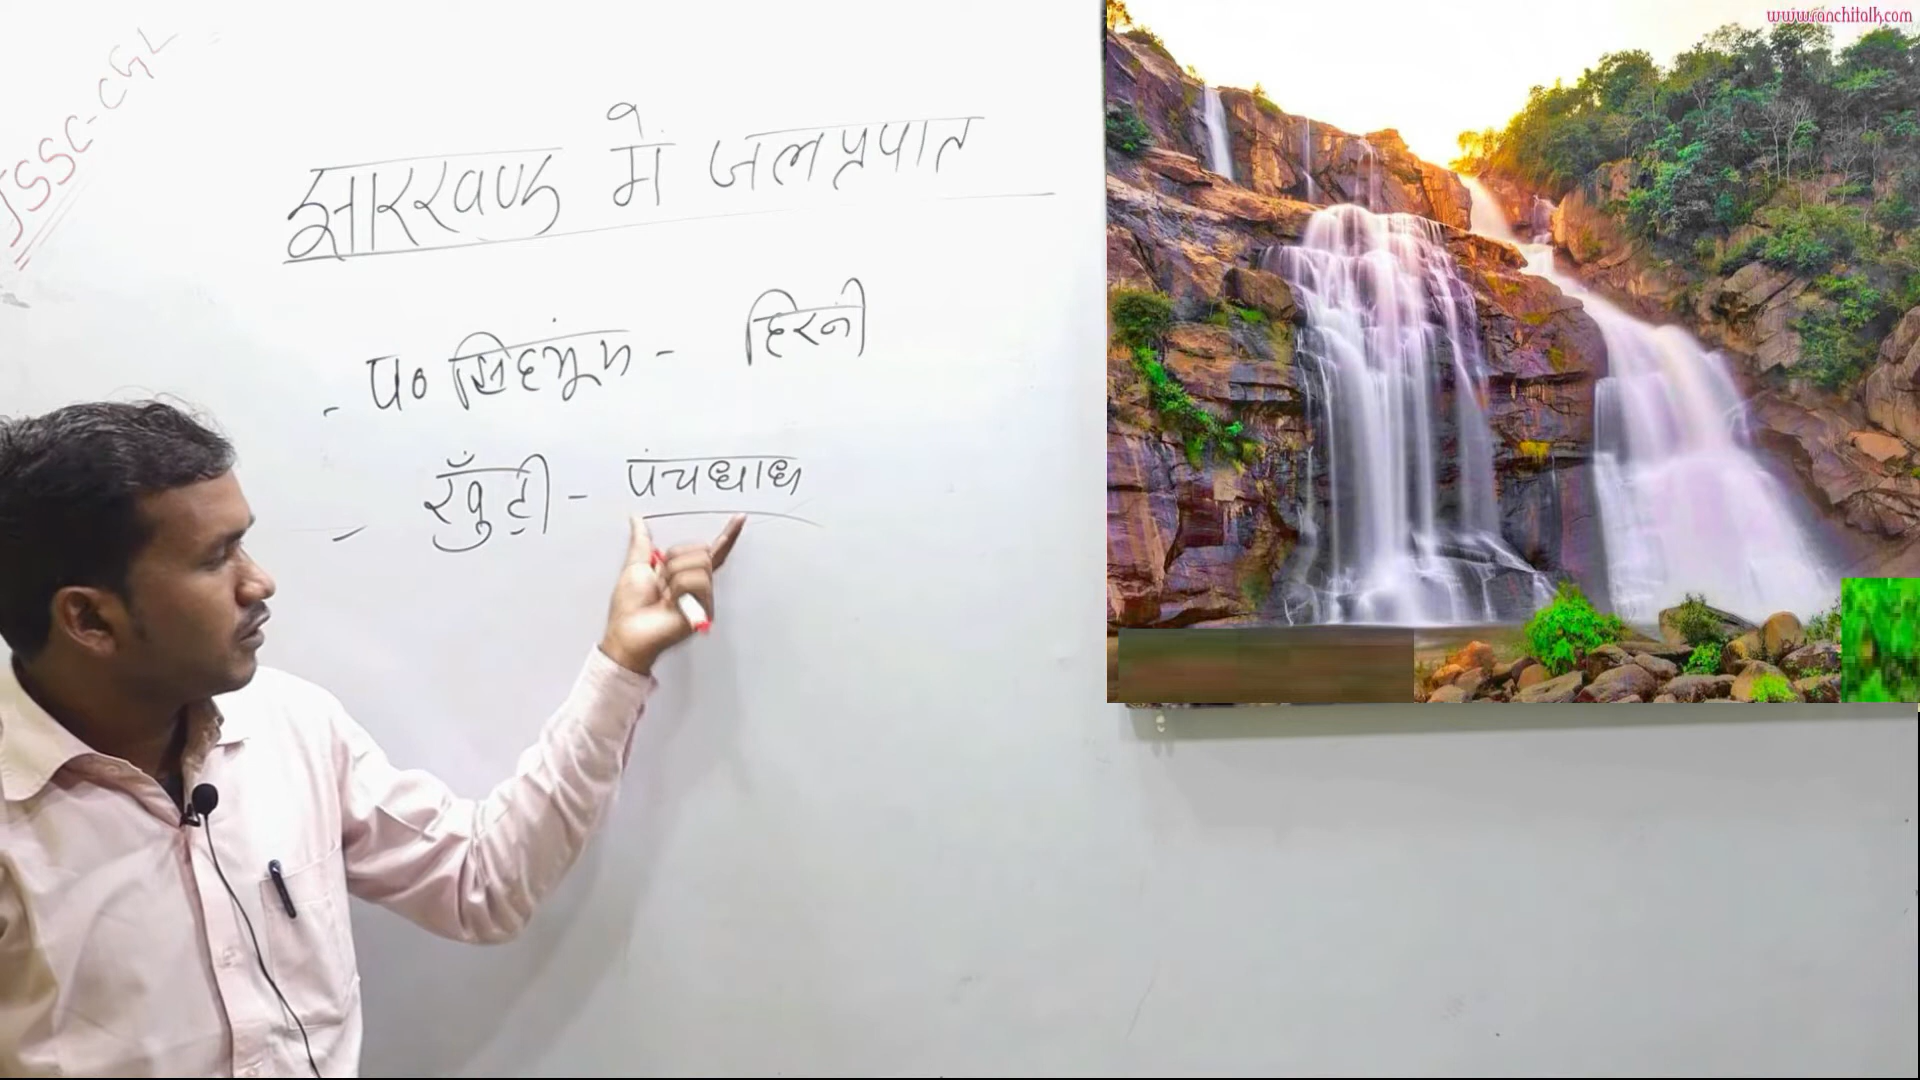 JSSC-CGL
झारखण्ड में जलप्रपात
- प० सिंहभूम - हिरनी
- खुँटी - पंचघाघ
www.ranchitalk.com